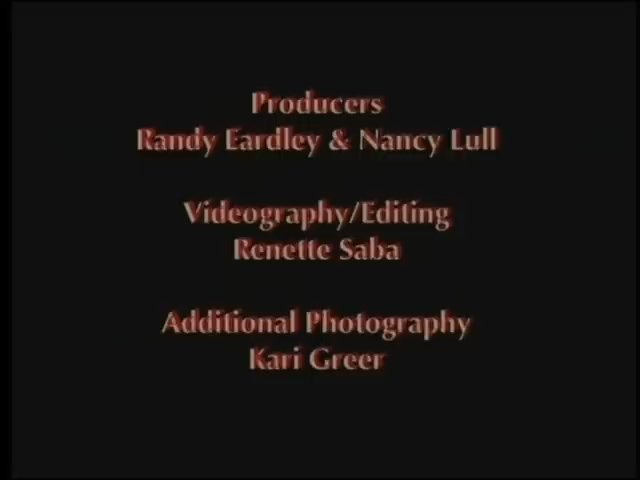 Producers
Randy Eardley & Nancy Lull
Videography/Editing
Renette Saba
Additional Photography
Kari Greer